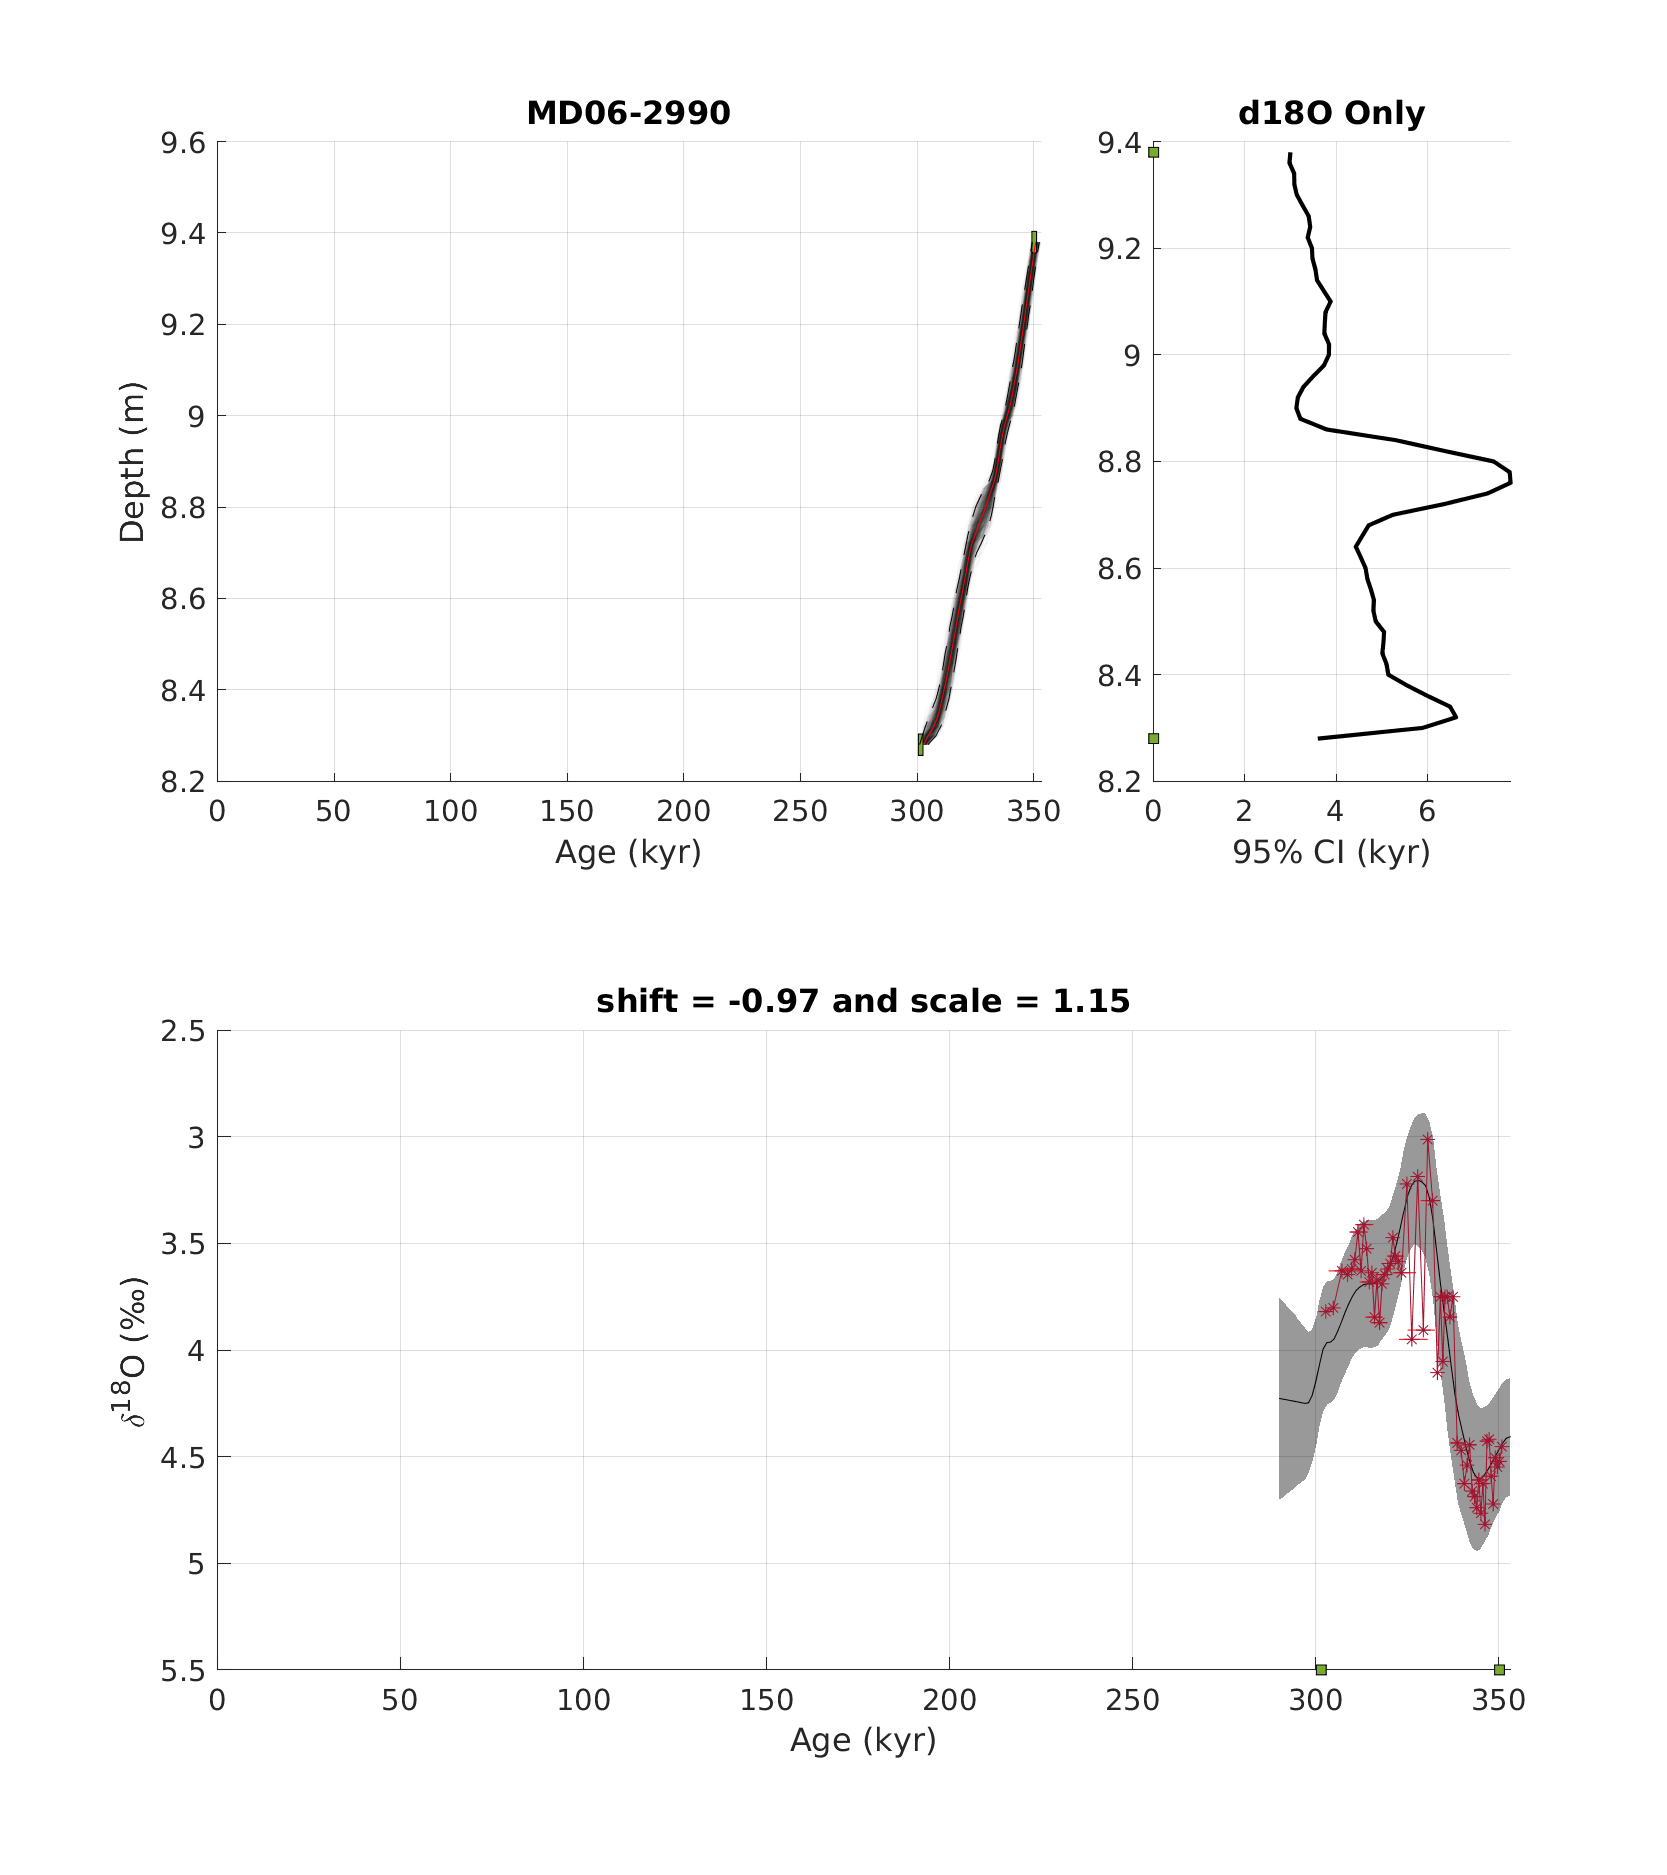 MD06-2990
9.6
9.4
9.2
9
8.8
8.6
8.4
8.2
Depth (m)
0 50 100 150 200 250 300 350
Age (kyr)
d18O Only
9.4
9.2
9
8.8
8.6
8.4
8.2
0 2 4 6
95% CI (kyr)
shift = -0.97 and scale = 1.15
2.5
3
3.5
4
4.5
5
5.5
δ¹⁸O (‰)
0 50 100 150 200 250 300 350
Age (kyr)